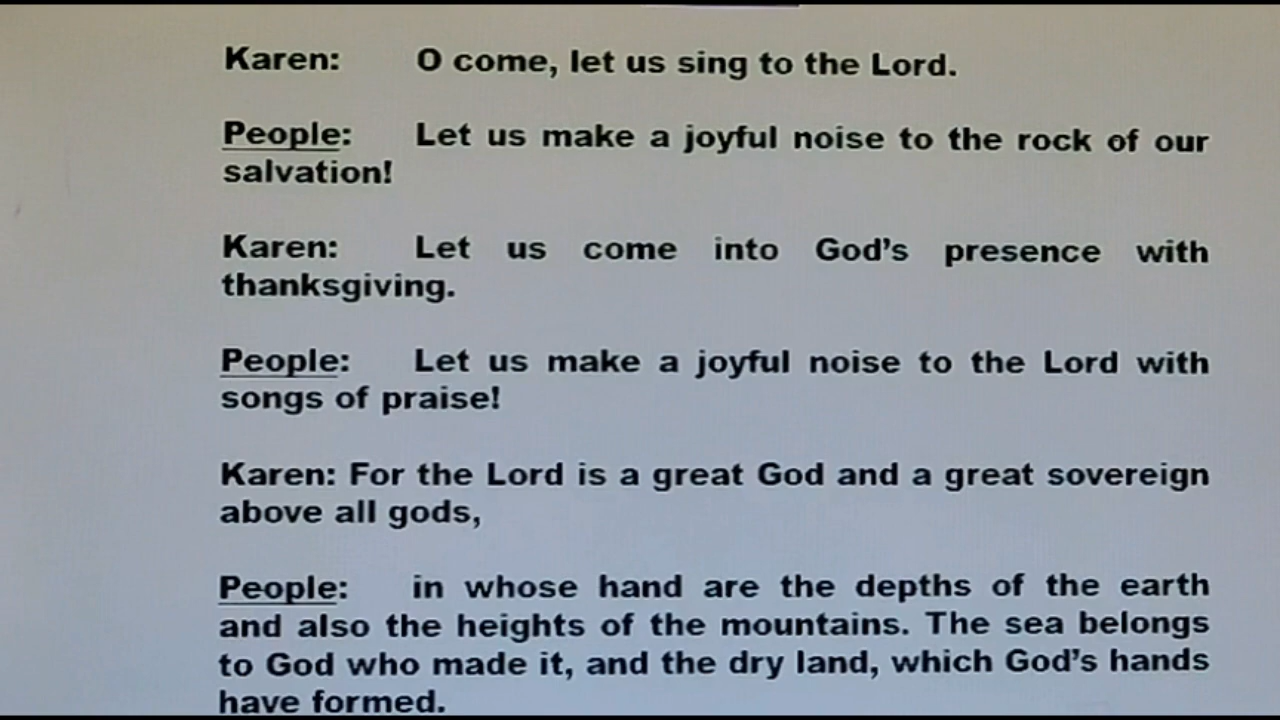 Karen: O come, let us sing to the Lord.
People: Let us make a joyful noise to the rock of our
salvation!
Karen: Let us come into God's presence with
thanksgiving.
People: Let us make a joyful noise to the Lord with
songs of praise!
Karen: For the Lord is a great God and a great sovereign
above all gods,
People: in whose hand are the depths of the earth
and also the heights of the mountains. The sea belongs
to God who made it, and the dry land, which God's hands
have formed.